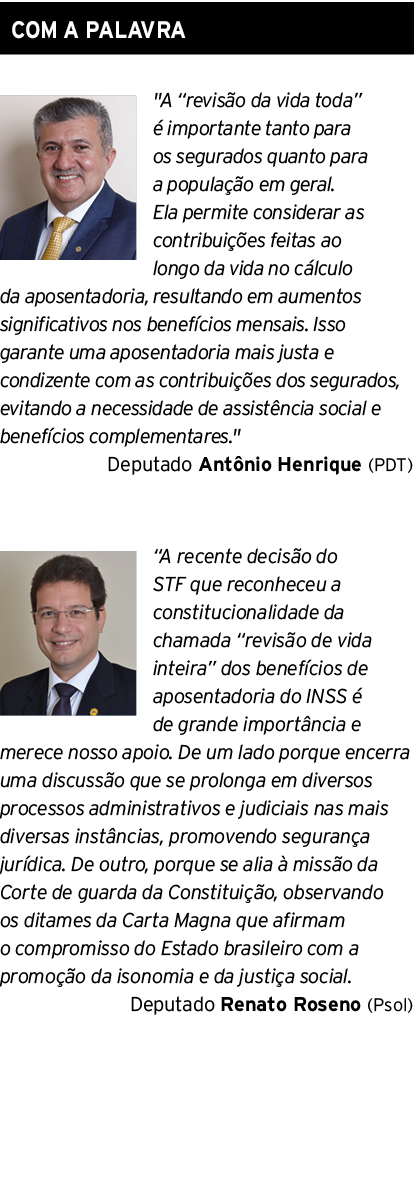 COM A PALAVRA
"A “revisão da vida toda”
é importante tanto para
os segurados quanto para
a população em geral.
Ela permite considerar as
contribuições feitas ao
longo da vida no cálculo
da aposentadoria, resultando em aumentos
significativos nos benefícios mensais. Isso
garante uma aposentadoria mais justa e
condizente com as contribuições dos segurados,
evitando a necessidade de assistência social e
benefícios complementares."
Deputado Antônio Henrique (PDT)
“A recente decisão do
STF que reconheceu a
constitucionalidade da
chamada “revisão de vida
inteira” dos benefícios de
aposentadoria do INSS é
de grande importância e
merece nosso apoio. De um lado porque encerra
uma discussão que se prolonga em diversos
processos administrativos e judiciais nas mais
diversas instâncias, promovendo segurança
jurídica. De outro, porque se alia à missão da
Corte de guarda da Constituição, observando
os ditames da Carta Magna que afirmam
o compromisso do Estado brasileiro com a
promoção da isonomia e da justiça social.
Deputado Renato Roseno (Psol)